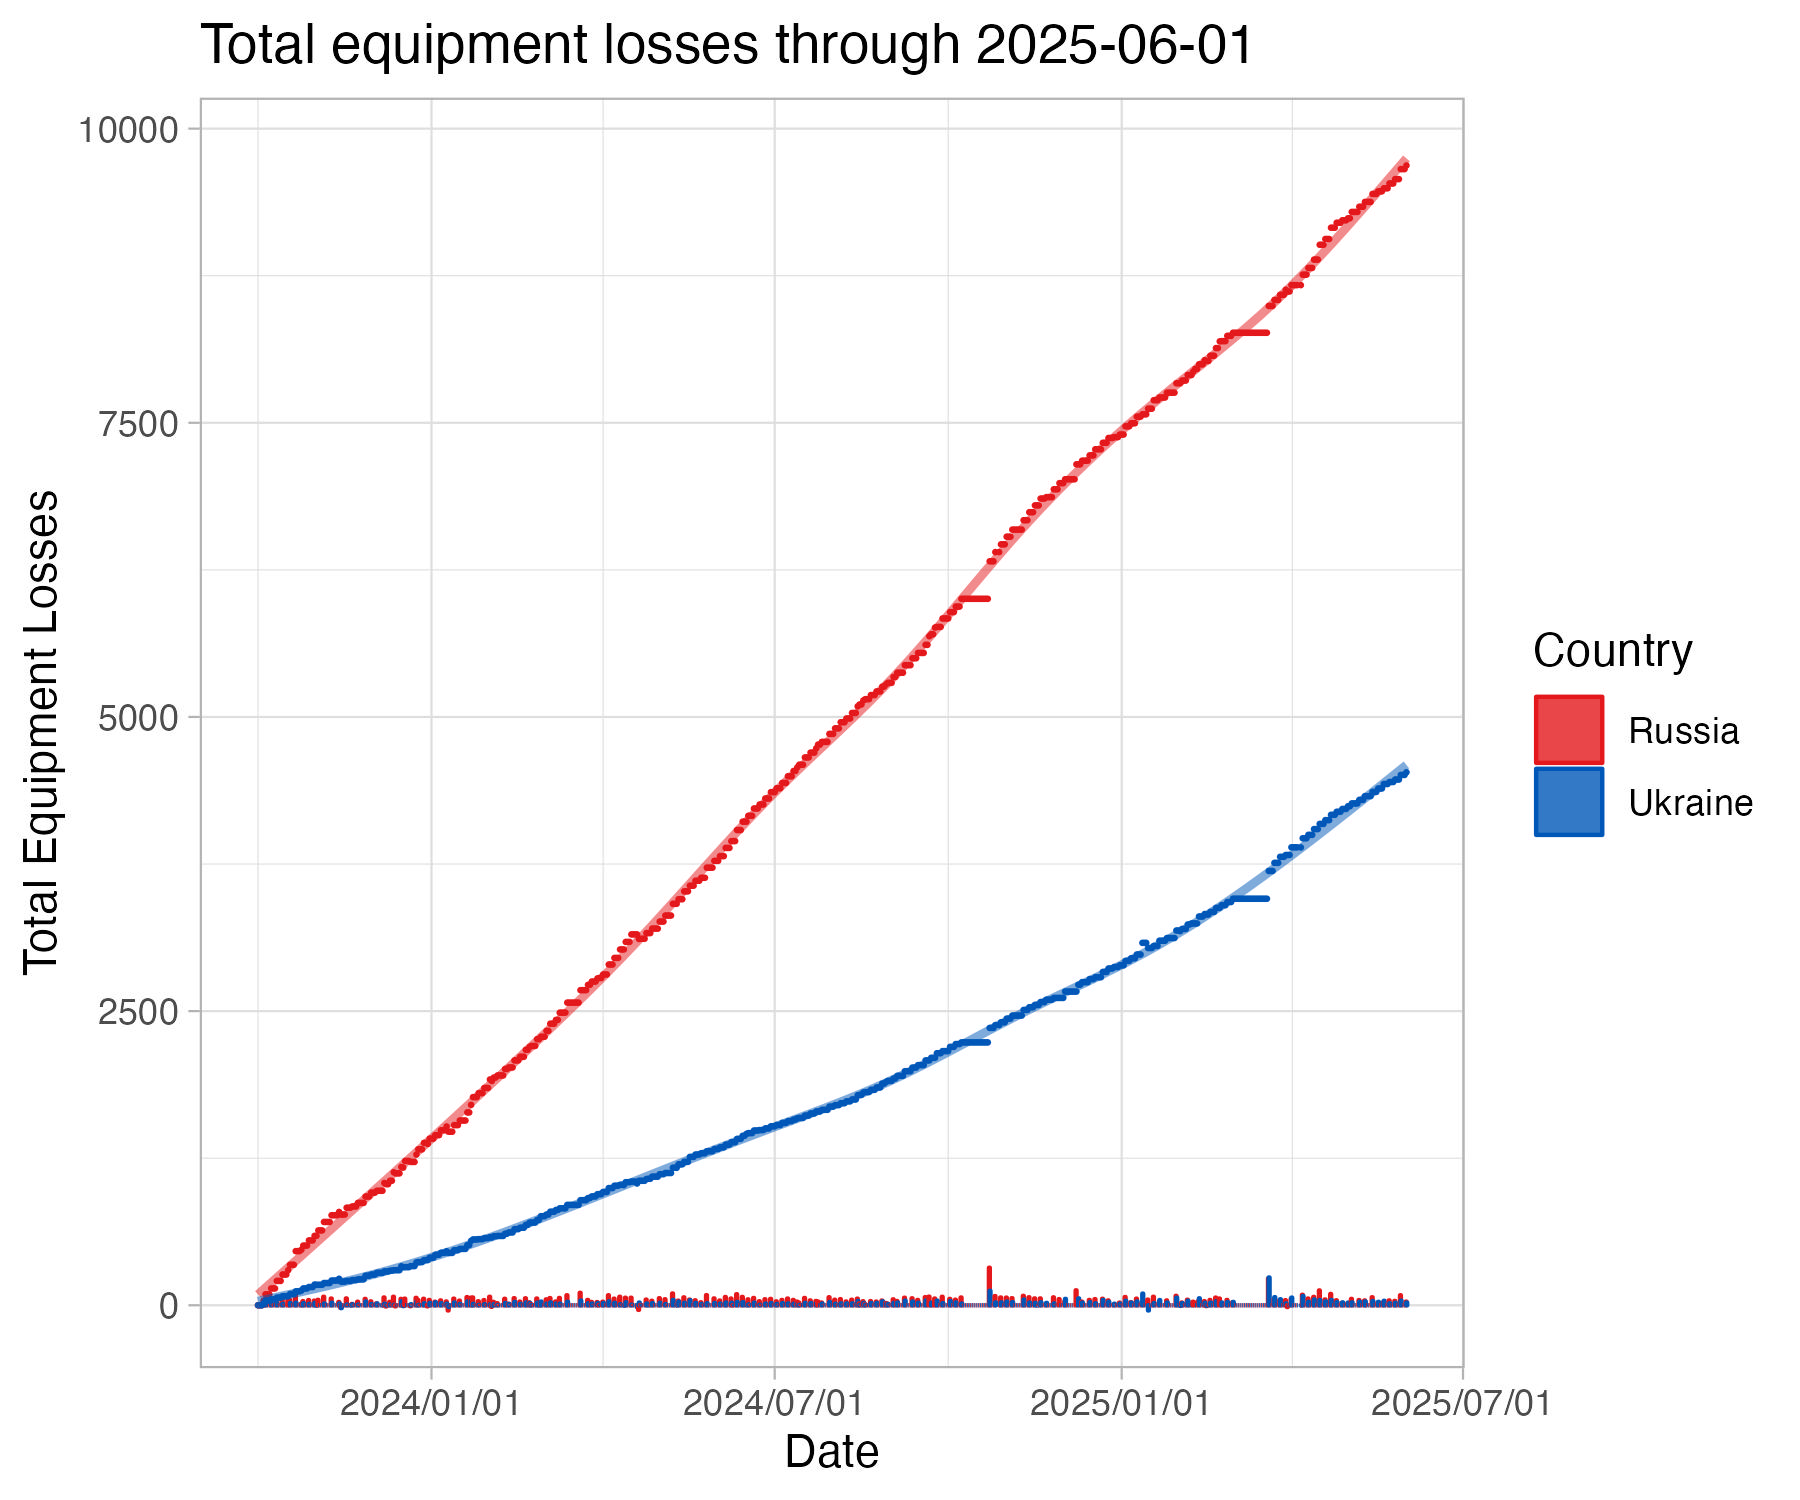 Total equipment losses through 2025-06-01
Total Equipment Losses
10000
7500
5000
2500
0
2024/01/01
2024/07/01
2025/01/01
2025/07/01
Date
Country
Russia
Ukraine